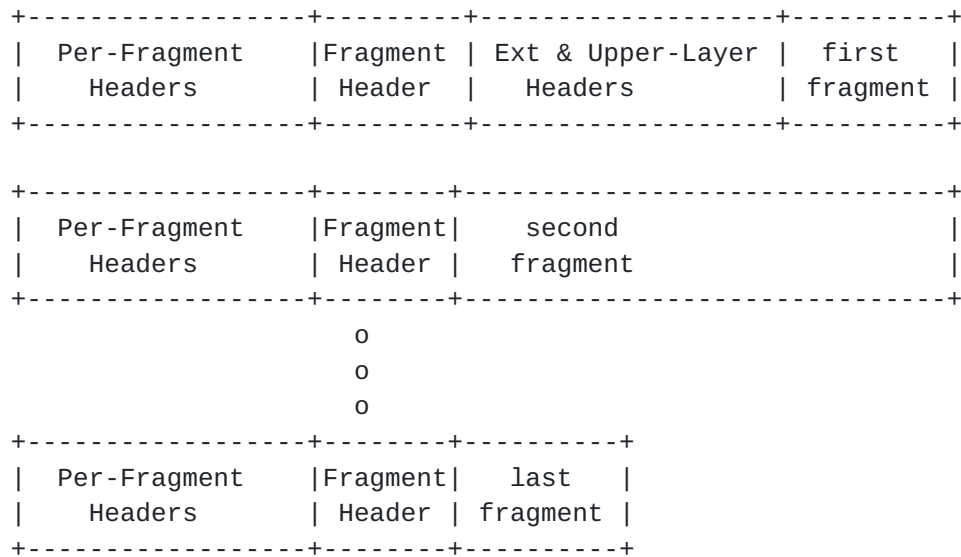 +------------------+---------+-------------------+----------+
|  Per-Fragment    |Fragment | Ext & Upper-Layer |  first   |
|    Headers       | Header  |   Headers         | fragment |
+------------------+---------+-------------------+----------+
+------------------+--------+-------------------------------+
|  Per-Fragment    |Fragment|    second                     |
|    Headers       | Header |   fragment                    |
+------------------+--------+-------------------------------+
o
o
o
+------------------+--------+----------+
|  Per-Fragment    |Fragment|   last   |
|    Headers       | Header | fragment |
+------------------+--------+----------+